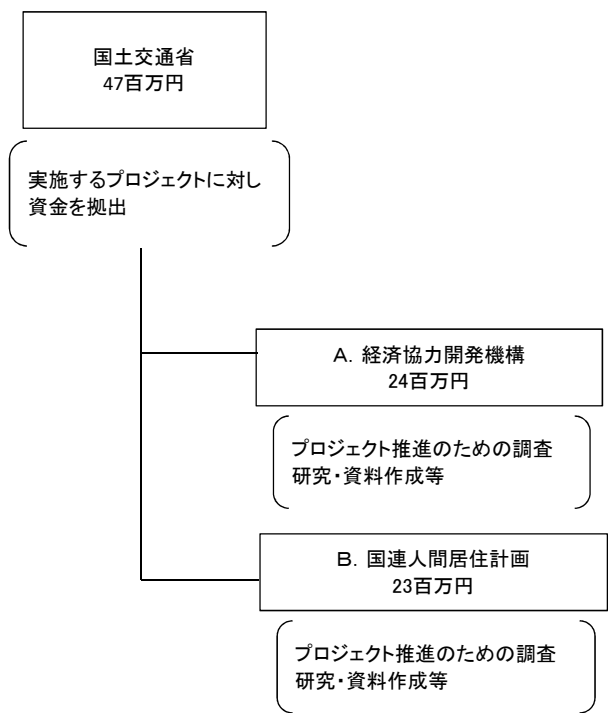 国土交通省
47百万円
実施するプロジェクトに対し
資金を拠出
A. 経済協力開発機構
24百万円
プロジェクト推進のための調査
研究・資料作成等
B. 国連人間居住計画
23百万円
プロジェクト推進のための調査
研究・資料作成等